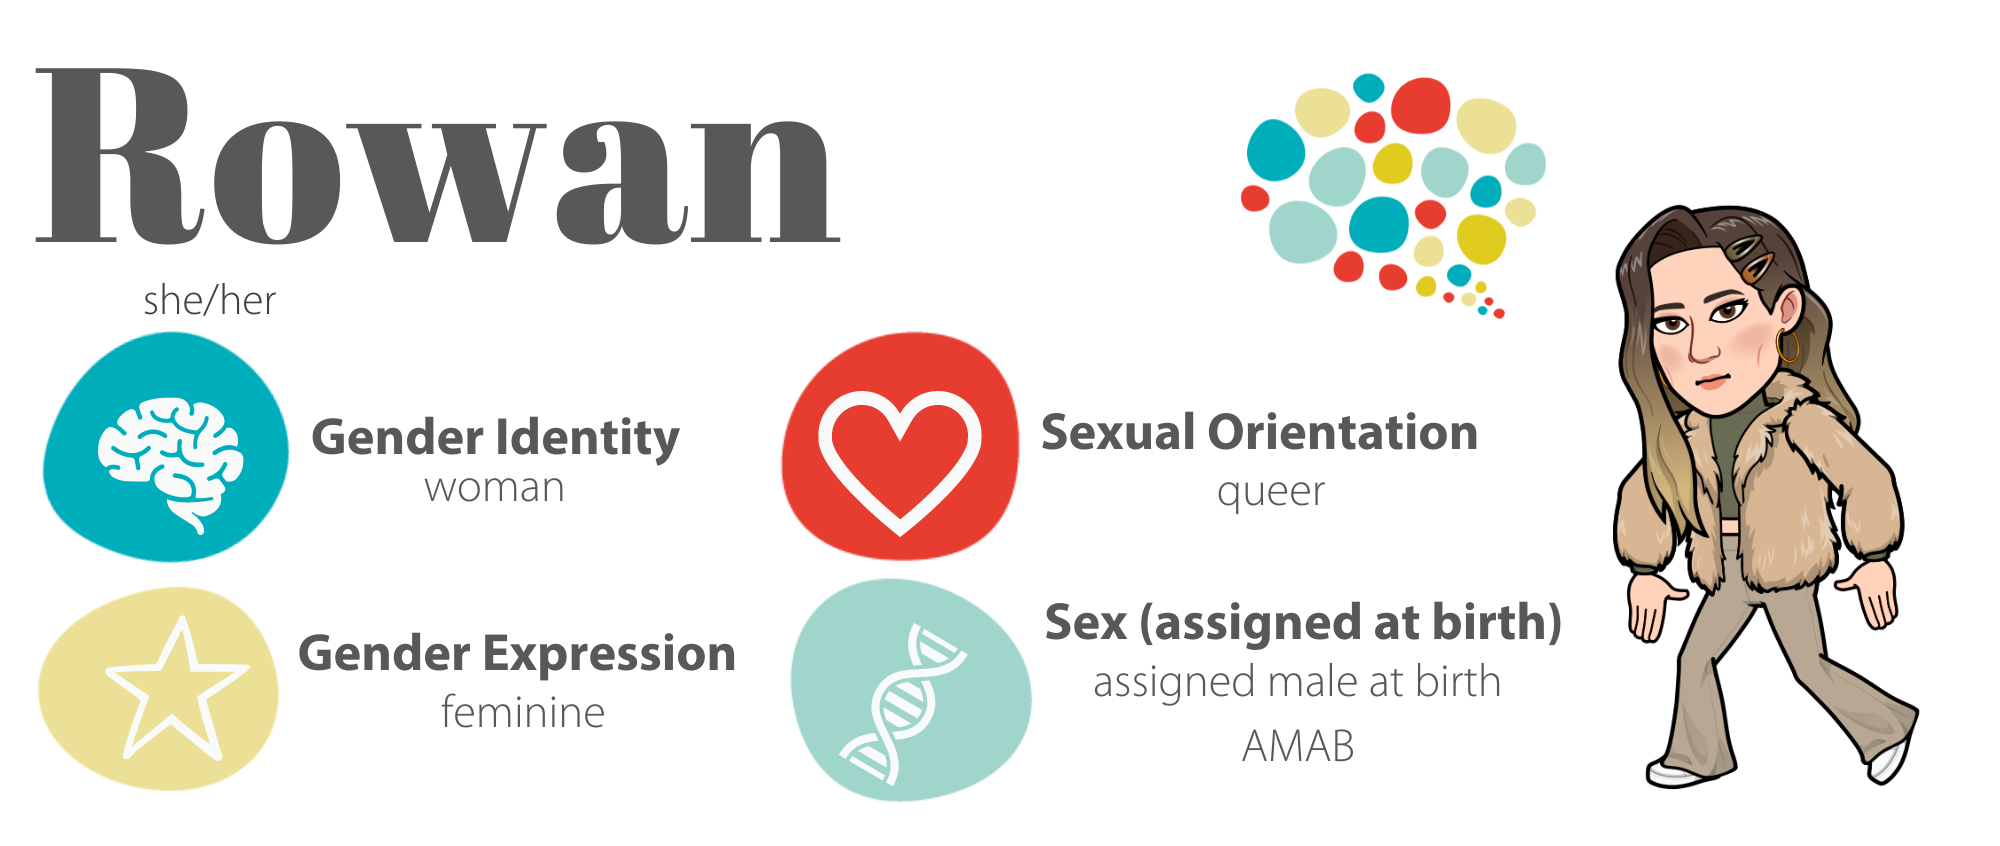 Rowan
she/her
Gender Identity
woman
Sexual Orientation
queer
Gender Expression
feminine
Sex (assigned at birth)
assigned male at birth
AMAB